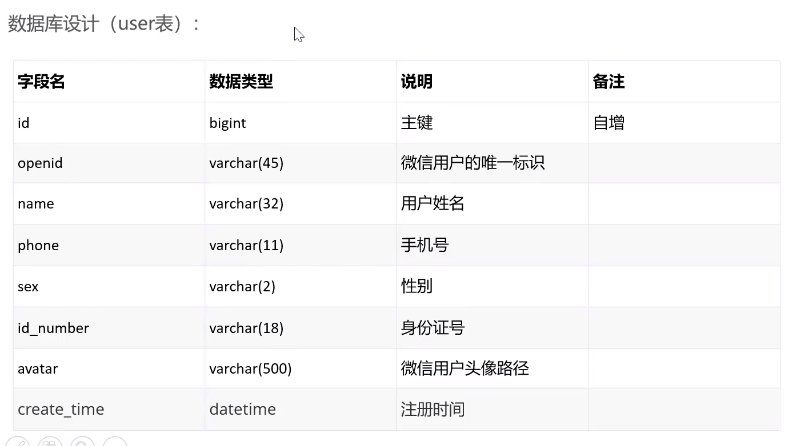 数据库设计（user表）：
字段名 数据类型 说明 备注
id bigint 主键 自增
openid varchar(45) 微信用户的唯一标识
name varchar(32) 用户姓名
phone varchar(11) 手机号
sex varchar(2) 性别
id_number varchar(18) 身份证号
avatar varchar(500) 微信用户头像路径
create_time datetime 注册时间